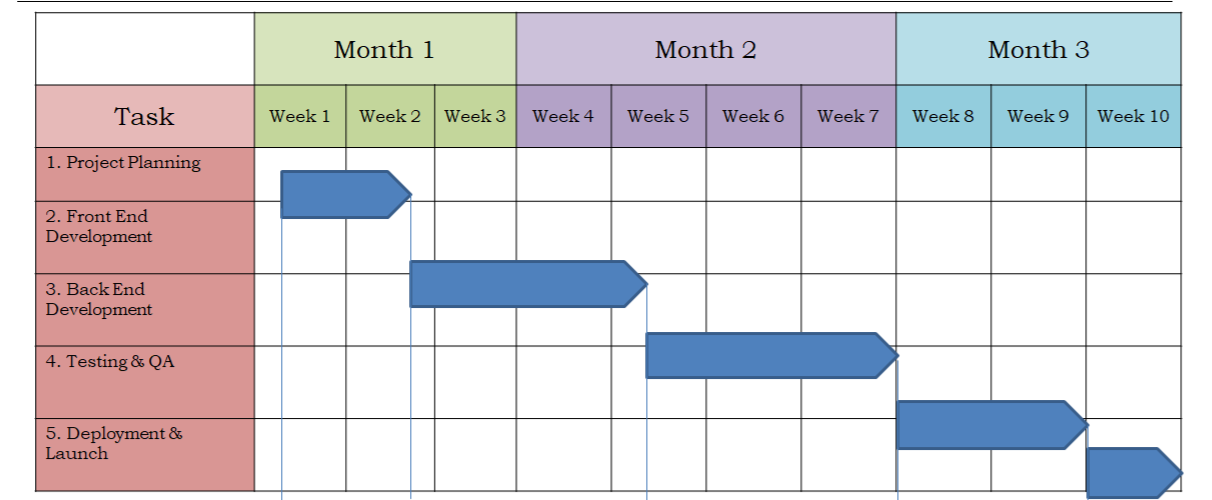 Month 1
Month 2
Month 3
Task
Week 1
Week 2
Week 3
Week 4
Week 5
Week 6
Week 7
Week 8
Week 9
Week 10
1. Project Planning
2. Front End
Development
3. Back End
Development
4. Testing & QA
5. Deployment &
Launch